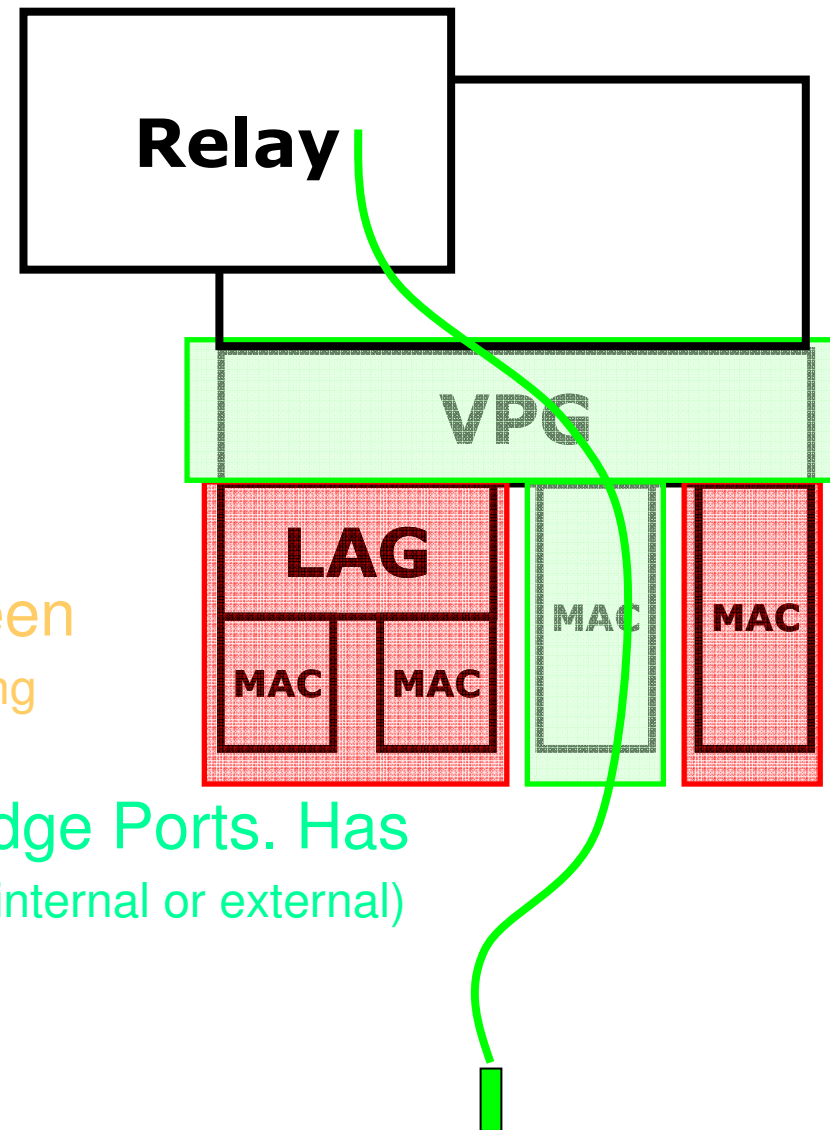 Relay
VPG
LAG
MAC
MAC
MAC
MAC
een
ng
dge Ports. Has
internal or external)